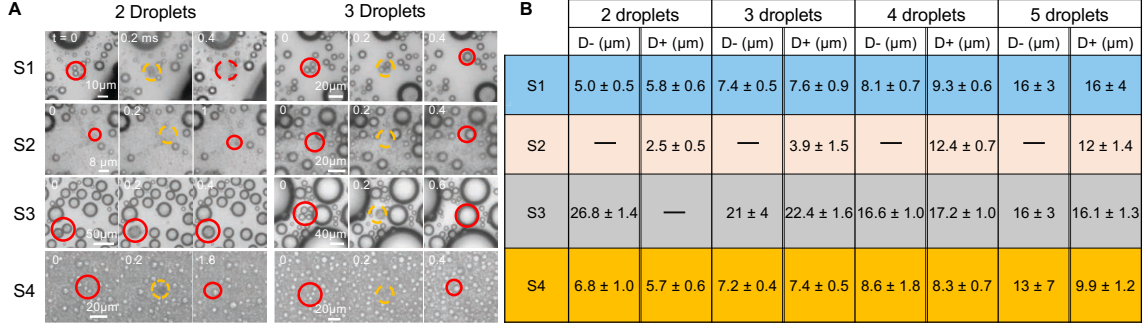 A
2 Droplets
3 Droplets
S1
t = 0
0.2 ms
0.4
10µm
0
0.2
0.4
20µm
S2
0
0.2
1
8 µm
0
0.2
0.4
20µm
S3
0
0.2
0.4
50µm
0
0.2
0.6
40µm
S4
0
0.2
1.8
20µm
0
0.2
0.4
20µm
B
2 droplets 3 droplets 4 droplets 5 droplets
D- (µm) D+ (µm) D- (µm) D+ (µm) D- (µm) D+ (µm) D- (µm) D+ (µm)
S1 5.0 ± 0.5 5.8 ± 0.6 7.4 ± 0.5 7.6 ± 0.9 8.1 ± 0.7 9.3 ± 0.6 16 ± 3 16 ± 4
S2 — 2.5 ± 0.5 — 3.9 ± 1.5 — 12.4 ± 0.7 — 12 ± 1.4
S3 26.8 ± 1.4 — 21 ± 4 22.4 ± 1.6 16.6 ± 1.0 17.2 ± 1.0 16 ± 3 16.1 ± 1.3
S4 6.8 ± 1.0 5.7 ± 0.6 7.2 ± 0.4 7.4 ± 0.5 8.6 ± 1.8 8.3 ± 0.7 13 ± 7 9.9 ± 1.2